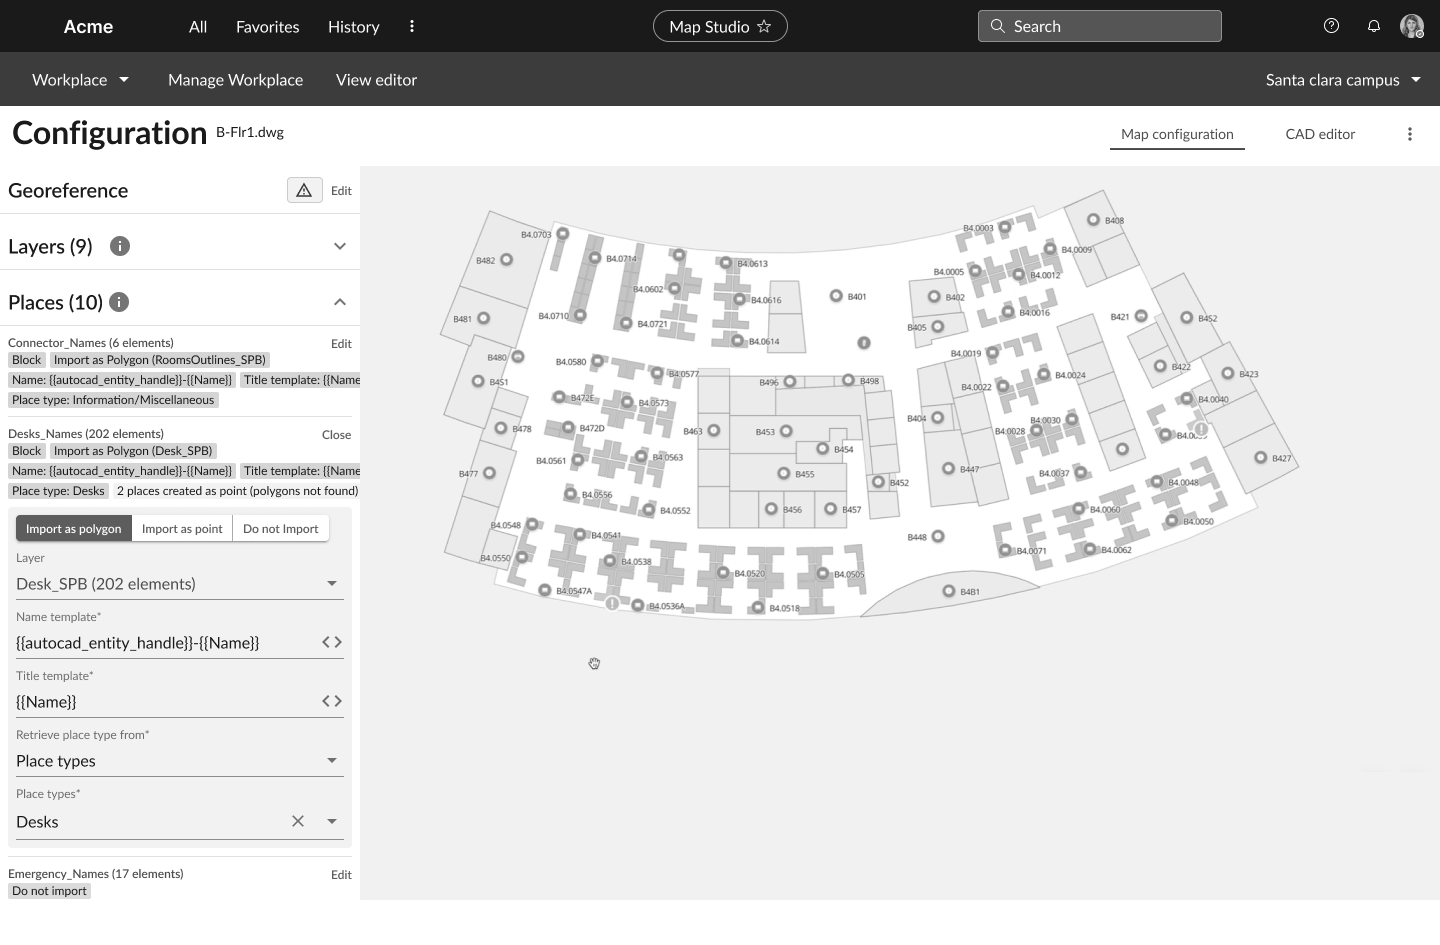 Acme
All
Favorites
History
Map Studio
Search
Workplace
Manage Workplace
View editor
Santa clara campus
Configuration B-Flr1.dwg
Map configuration
CAD editor
Georeference
Edit
Layers (9)
Places (10)
Connector_Names (6 elements)
Edit
Block Import as Polygon (RoomsOutlines_SPB)
Name: {{autocad_entity_handle}}-{{Name}} Title template: {{Name
Place type: Information/Miscellaneous
Desks_Names (202 elements)
Close
Block Import as Polygon (Desk_SPB)
Name: {{autocad_entity_handle}}-{{Name}} Title template: {{Name
Place type: Desks 2 places created as point (polygons not found)
Import as polygon Import as point Do not Import
Layer
Desk_SPB (202 elements)
Name template*
{{autocad_entity_handle}}-{{Name}}
Title template*
{{Name}}
Retrieve place type from*
Place types
Place types*
Desks
Emergency_Names (17 elements)
Edit
Do not import
B4.0703
B482
B4.0714
B4.0602
B4.0613
B4.0616
B4.0614
B401
B4.0003
B408
B4.0009
B4.0005
B4.0012
B402
B405
B4.0016
B421
B452
B481
B4.0710
B4.0721
B480
B451
B4.0580
B4.0577
B496
B498
B4.0019
B4.0022
B4.0024
B422
B423
B472E
B4.0573
B4.0040
B478
B472D
B463
B453
B454
B404
B4.0030
B4.0028
B427
B4.0561
B4.0563
B477
B455
B452
B447
B4.0037
B4.0048
B4.0556
B4.0552
B456
B457
B4.0060
B4.0050
B4.0548
B4.0541
B448
B4.0071
B4.0062
B4.0550
B4.0538
B4.0520
B4.0505
B4.0547A
B4.0536A
B4.0518
B4B1